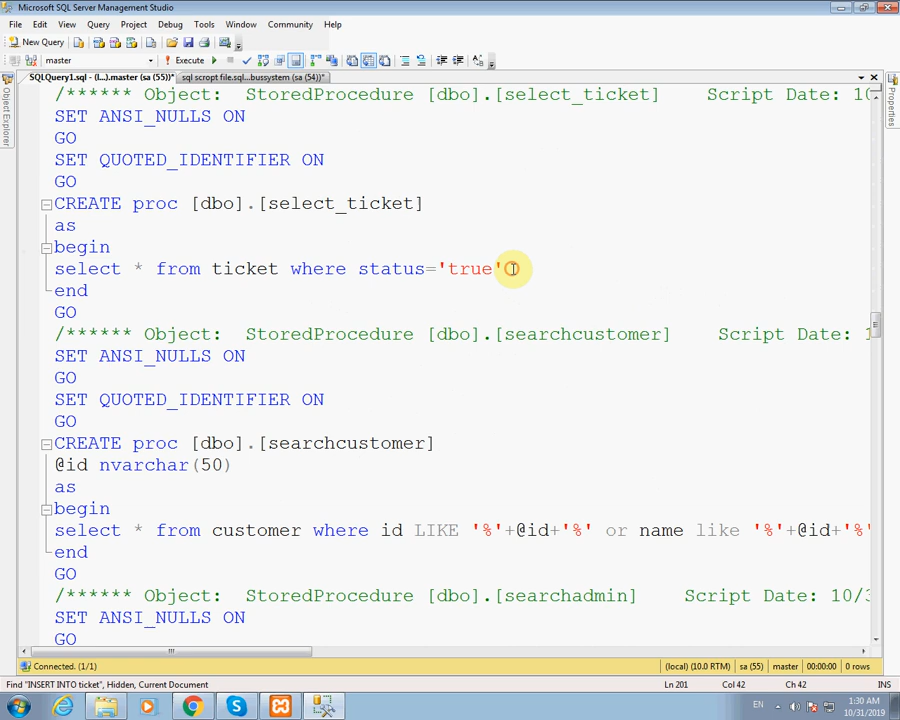 Microsoft SQL Server Management Studio
File Edit View Query Project Debug Tools Window Community Help
New Query
master Execute
SQLQuery1.sql - (l...).master (sa (55))* sql scropt file.sql...bussystem (sa (54))*
Object Explorer
Properties
/****** Object: StoredProcedure [dbo].[select_ticket] Script Date: 10
SET ANSI_NULLS ON
GO
SET QUOTED_IDENTIFIER ON
GO
CREATE proc [dbo].[select_ticket]
as
begin
select * from ticket where status='true'
end
GO
/****** Object: StoredProcedure [dbo].[searchcustomer] Script Date: 1
SET ANSI_NULLS ON
GO
SET QUOTED_IDENTIFIER ON
GO
CREATE proc [dbo].[searchcustomer]
@id nvarchar(50)
as
begin
select * from customer where id LIKE '%'+@id+'%' or name like '%'+@id+'%'
end
GO
/****** Object: StoredProcedure [dbo].[searchadmin] Script Date: 10/3
SET ANSI_NULLS ON
GO
Connected. (1/1) (local) (10.0 RTM) sa (55) master 00:00:00 0 rows
Find "INSERT INTO ticket", Hidden, Current Document Ln 201 Col 42 Ch 42 INS
EN 1:30 AM
10/31/2019